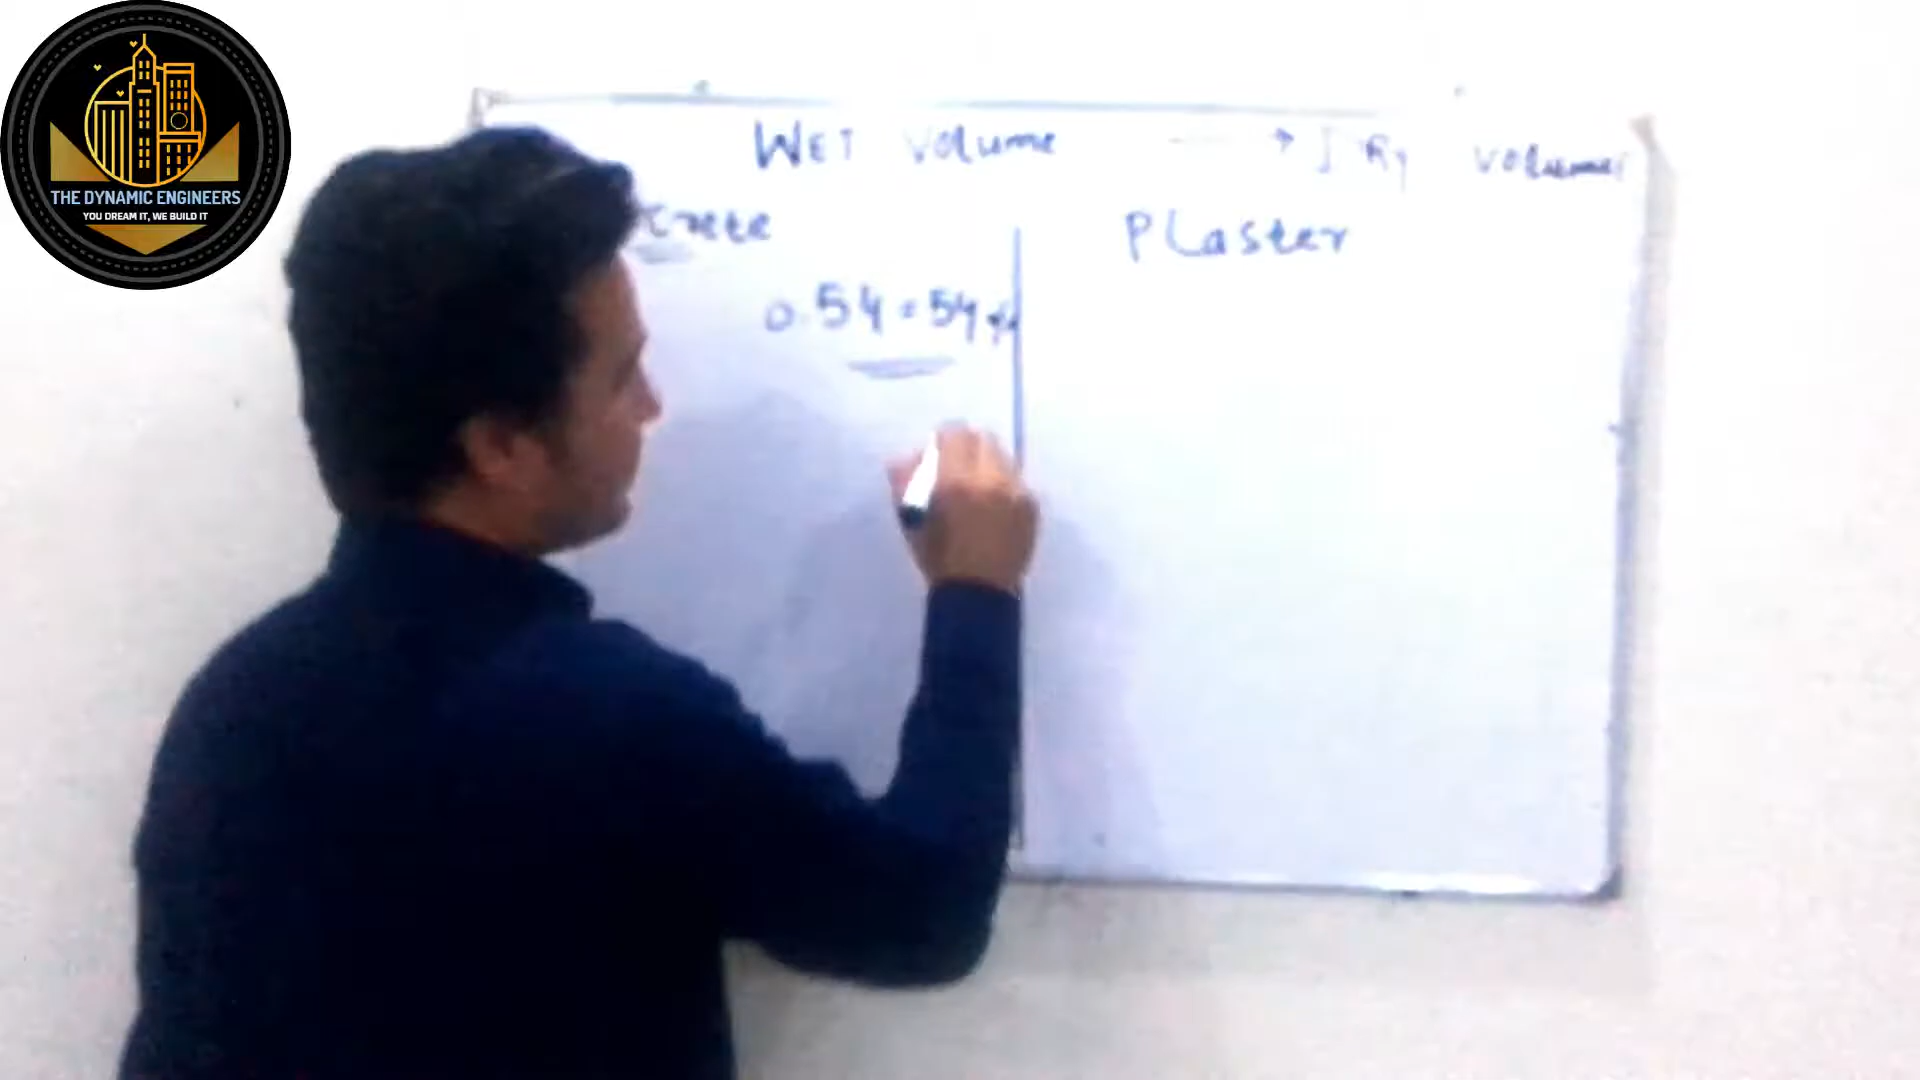 THE DYNAMIC ENGINEERS
YOU DREAM IT, WE BUILD IT
WET Volume → DRy volume
crete
Plaster
0.54 = 54%